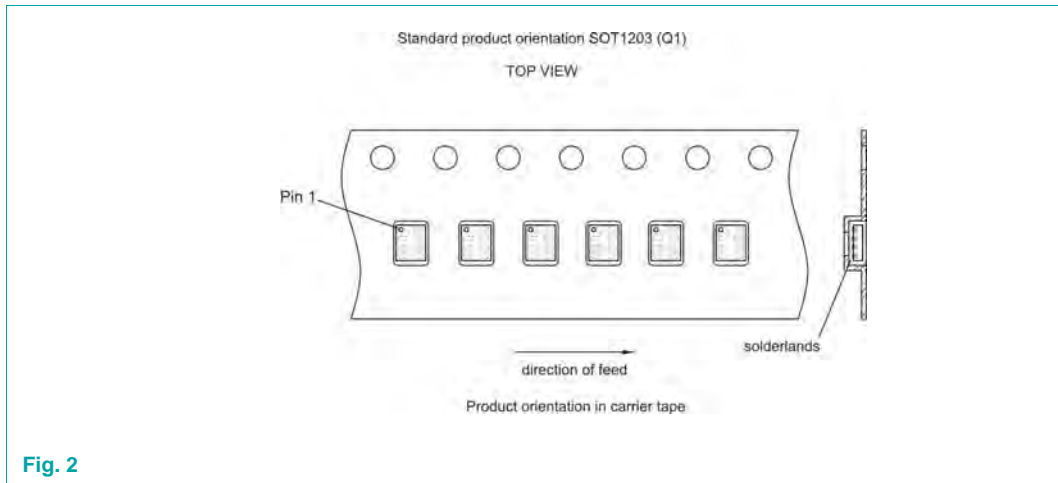 Standard product orientation SOT1203 (Q1)
TOP VIEW
Pin 1
solderlands
direction of feed
Product orientation in carrier tape
Fig. 2